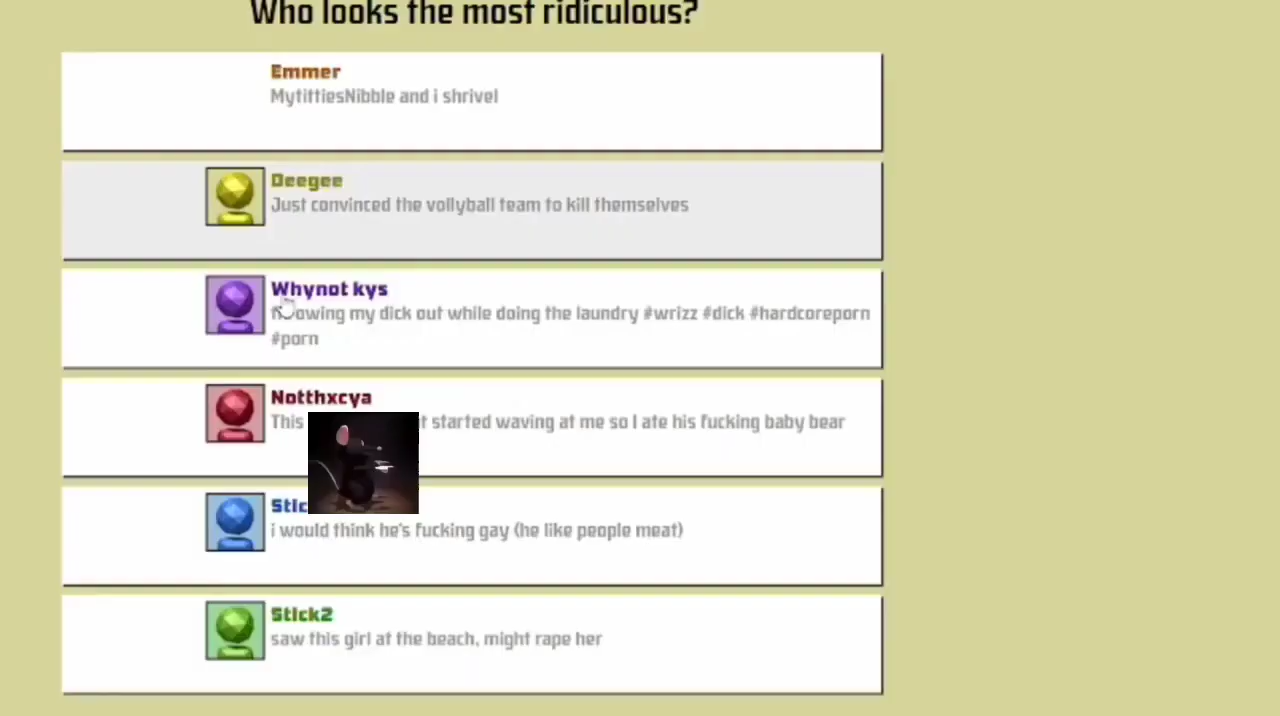 Who looks the most ridiculous?
Emmer
MytittiesNibble and i shrivel
Deegee
Just convinced the vollyball team to kill themselves
Whynot kys
my dick out while doing the laundry #wrizz #dick #hardcoreporn
#porn
Notthxcya
This started waving at me so I ate his fucking baby bear
i would think he's fucking gay (he like people meat)
Stick2
saw this girl at the beach, might rape her